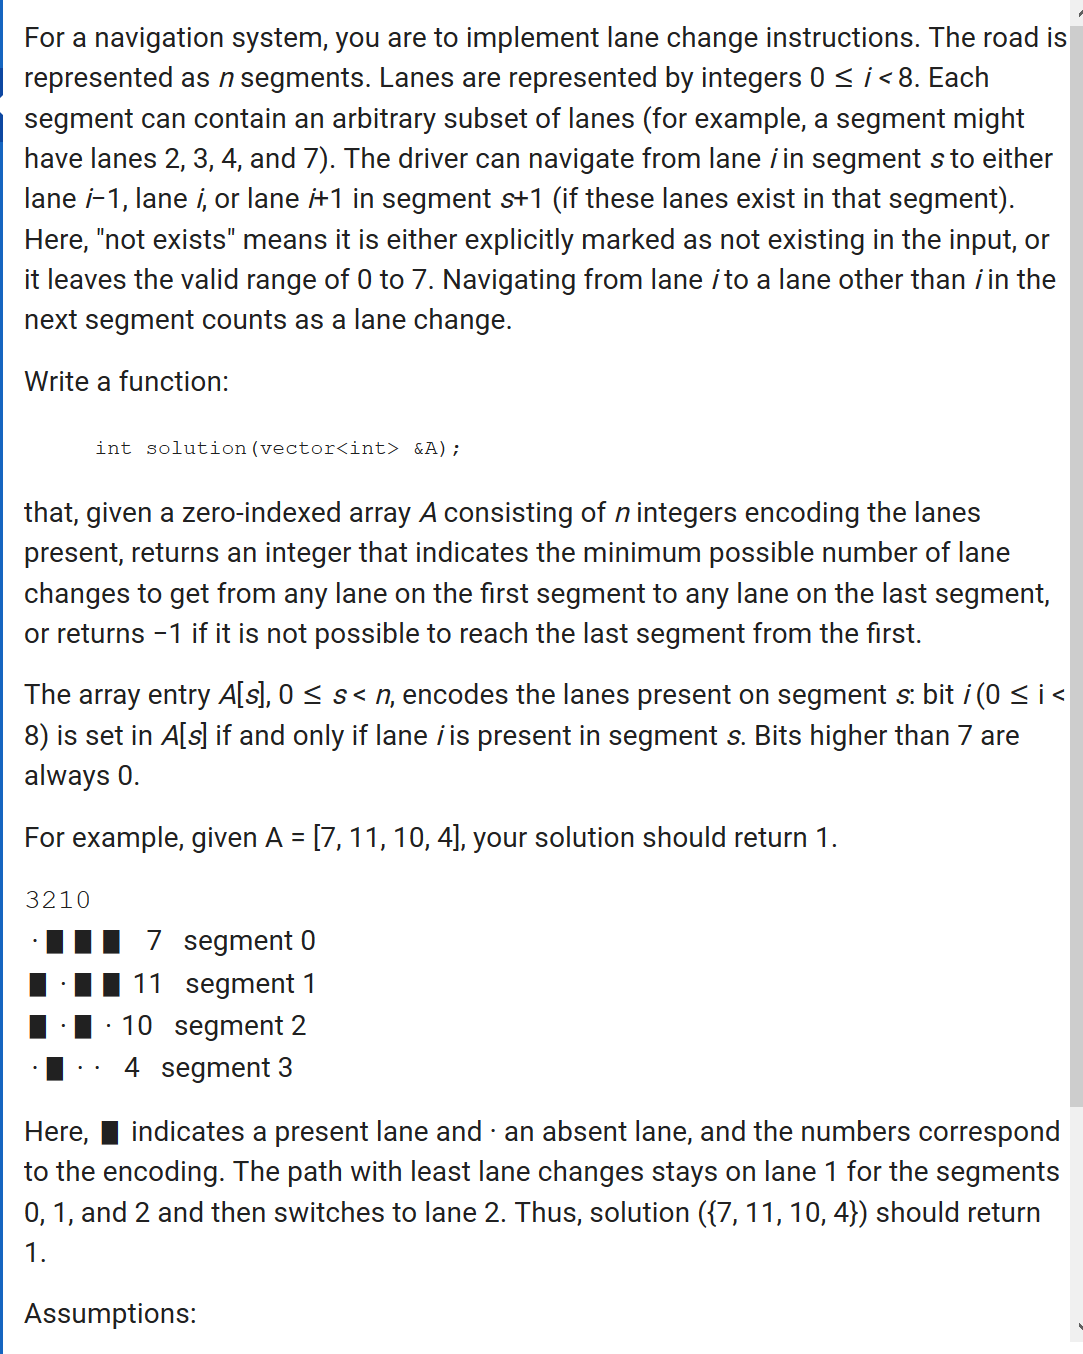 For a navigation system, you are to implement lane change instructions. The road is
represented as n segments. Lanes are represented by integers 0 ≤ i < 8. Each
segment can contain an arbitrary subset of lanes (for example, a segment might
have lanes 2, 3, 4, and 7). The driver can navigate from lane i in segment s to either
lane i−1, lane i, or lane i+1 in segment s+1 (if these lanes exist in that segment).
Here, "not exists" means it is either explicitly marked as not existing in the input, or
it leaves the valid range of 0 to 7. Navigating from lane i to a lane other than i in the
next segment counts as a lane change.
Write a function:
int solution(vector<int> &A);
that, given a zero-indexed array A consisting of n integers encoding the lanes
present, returns an integer that indicates the minimum possible number of lane
changes to get from any lane on the first segment to any lane on the last segment,
or returns −1 if it is not possible to reach the last segment from the first.
The array entry A[s], 0 ≤ s < n, encodes the lanes present on segment s: bit i (0 ≤ i <
8) is set in A[s] if and only if lane i is present in segment s. Bits higher than 7 are
always 0.
For example, given A = [7, 11, 10, 4], your solution should return 1.
3210
·███ 7 segment 0
█·██ 11 segment 1
█·█· 10 segment 2
·█·· 4 segment 3
Here, █ indicates a present lane and · an absent lane, and the numbers correspond
to the encoding. The path with least lane changes stays on lane 1 for the segments
0, 1, and 2 and then switches to lane 2. Thus, solution ({7, 11, 10, 4}) should return
1.
Assumptions: